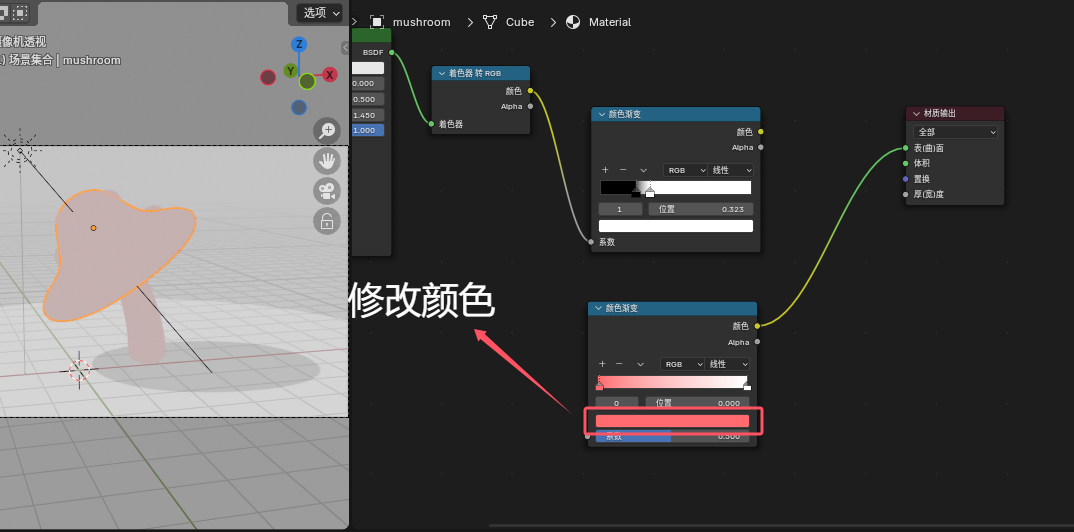 选项
mushroom
Cube
Material
像机透视
) 场景集合 | mushroom
Z
Y
X
BSDF
0.000
0.500
1.450
1.000
着色器 转 RGB
颜色
Alpha
着色器
颜色渐变
颜色
Alpha
RGB
线性
1
位置
0.323
系数
材质输出
全部
表(曲)面
体积
置换
厚(宽)度
修改颜色
颜色渐变
颜色
Alpha
RGB
线性
0
位置
0.000
系数
0.500